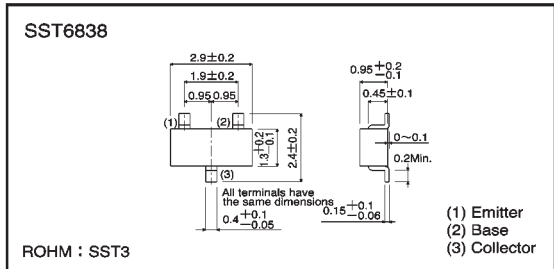 SST6838
2.9±0.2
1.9±0.2
0.95 0.95
(1) (2)
(3)
1.3+0.2−0.1
2.4±0.2
All terminals have
the same dimensions
0.4+0.1−0.05
0.95+0.2−0.1
0.45±0.1
0~0.1
0.2Min.
0.15+0.1−0.06
(1) Emitter
(2) Base
(3) Collector
ROHM : SST3